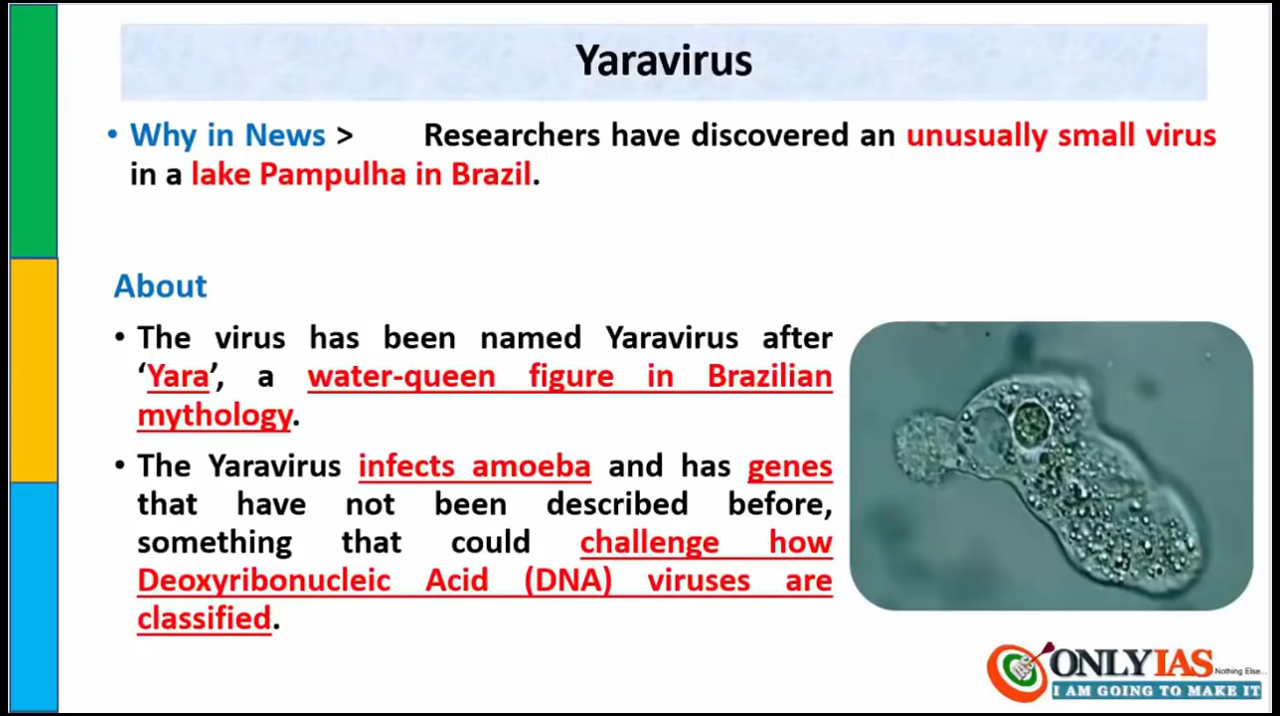 Yaravirus
• Why in News > Researchers have discovered an unusually small virus
in a lake Pampulha in Brazil.
About
• The virus has been named Yaravirus after
‘Yara’, a water-queen figure in Brazilian
mythology.
• The Yaravirus infects amoeba and has genes
that have not been described before,
something that could challenge how
Deoxyribonucleic Acid (DNA) viruses are
classified.
ONLYIAS Nothing Else...
I AM GOING TO MAKE IT